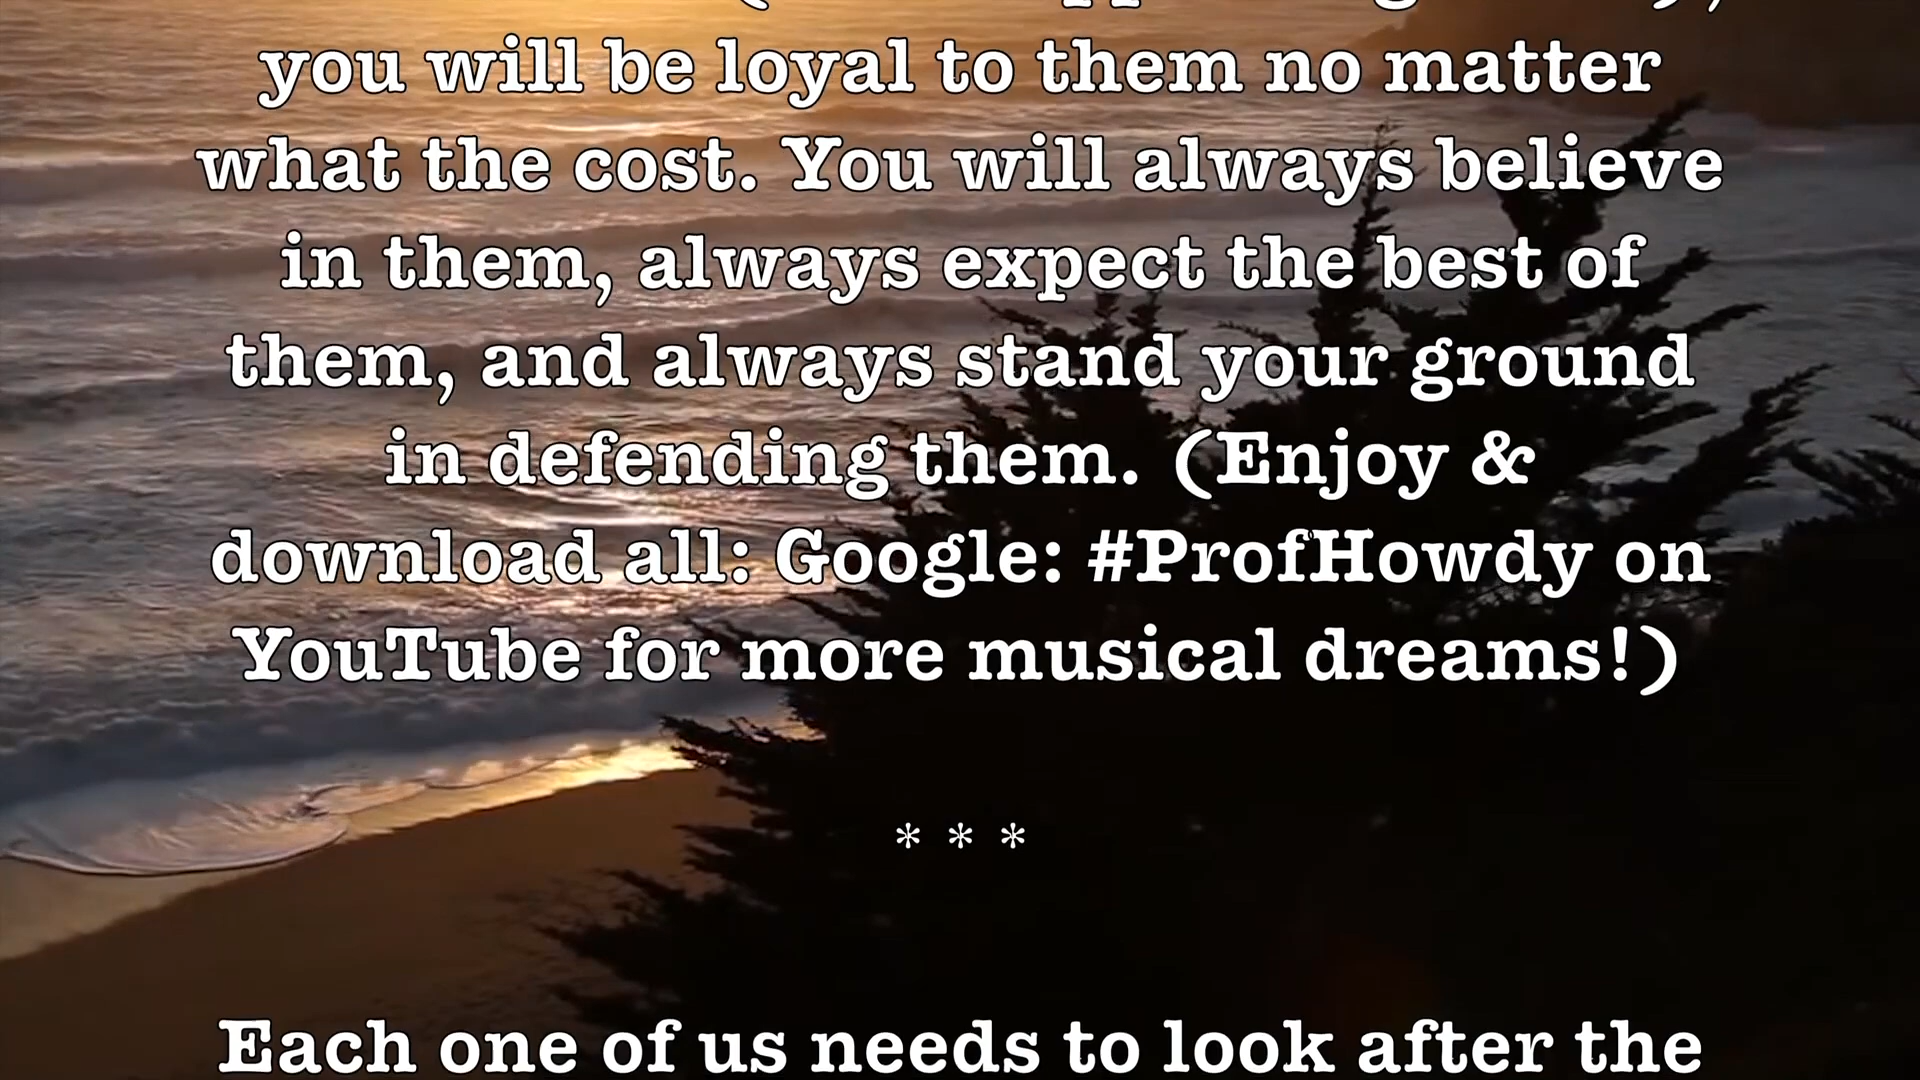 you will be loyal to them no matter
what the cost. You will always believe
in them, always expect the best of
them, and always stand your ground
in defending them. (Enjoy &
download all: Google: #ProfHowdy on
YouTube for more musical dreams!)
* * *
Each one of us needs to look after the